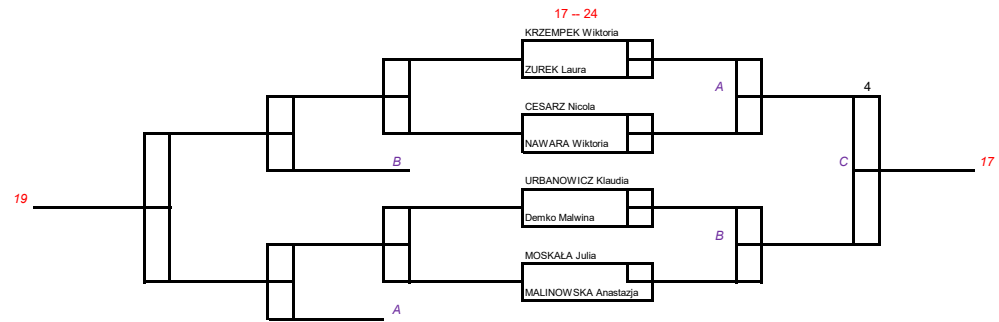 17 -- 24
KRZEMPEK Wiktoria
ZUREK Laura
A
4
CESARZ Nicola
NAWARA Wiktoria
B
C
17
URBANOWICZ Klaudia
19
Demko Malwina
B
MOSKAŁA Julia
MALINOWSKA Anastazja
A